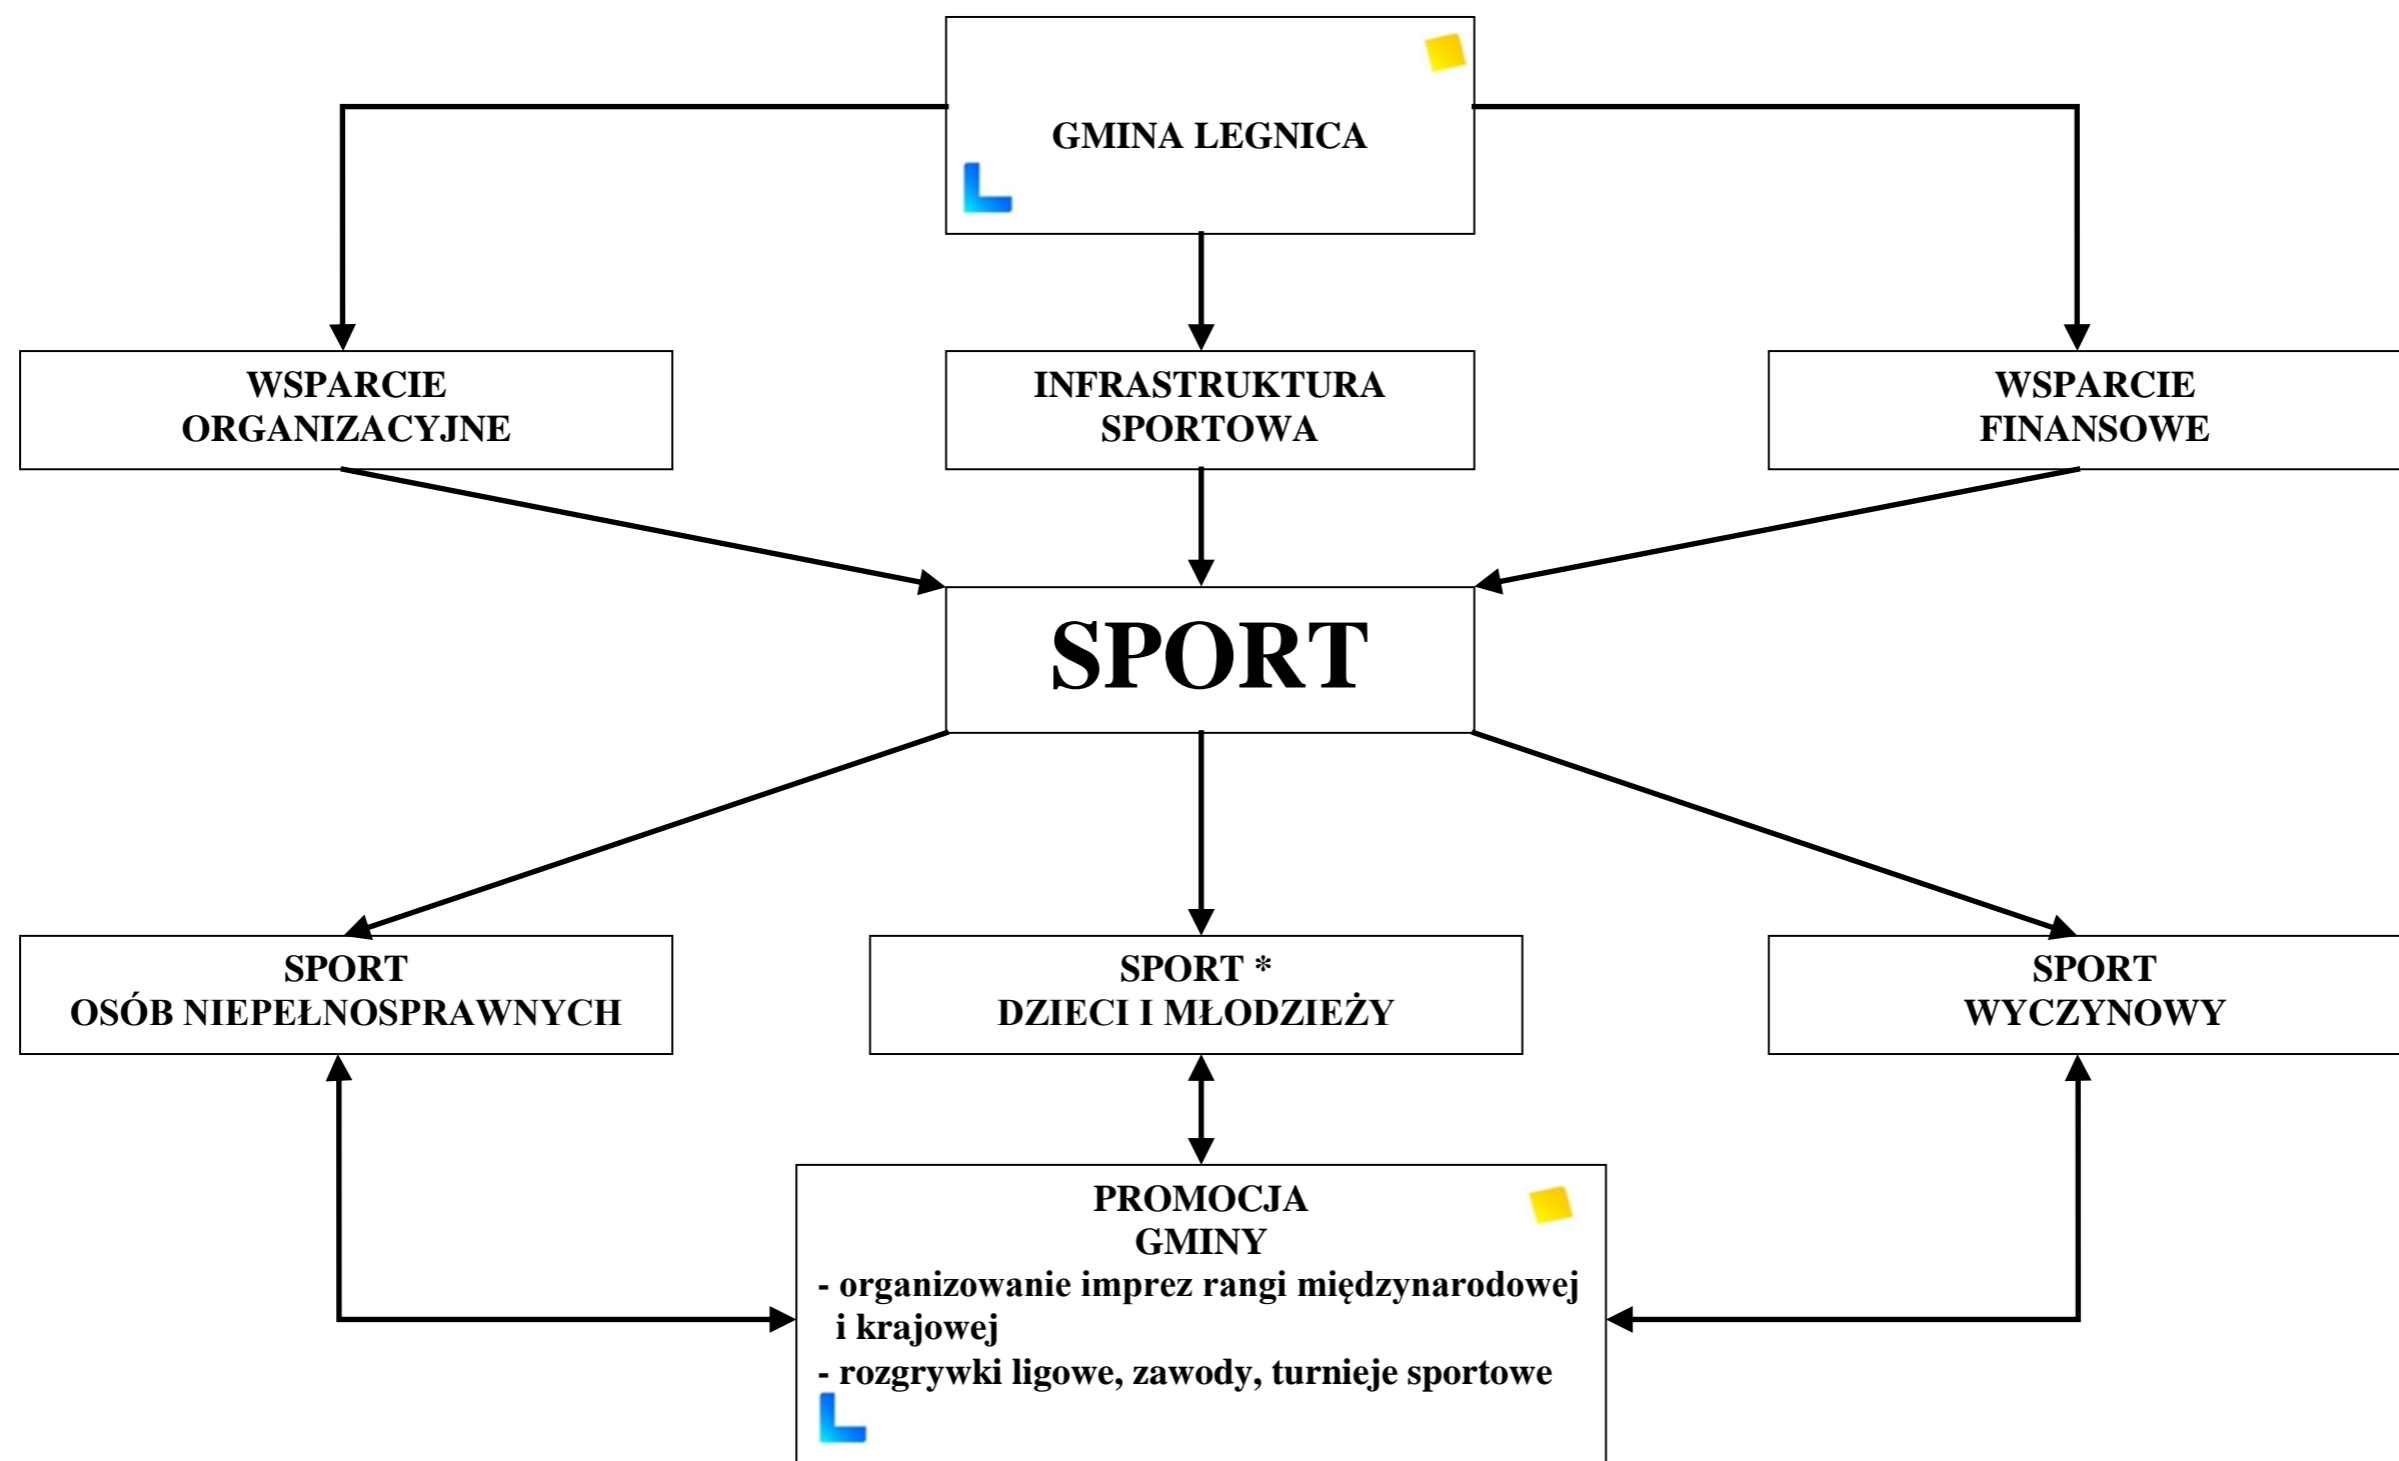 GMINA LEGNICA
WSPARCIE
ORGANIZACYJNE
INFRASTRUKTURA
SPORTOWA
WSPARCIE
FINANSOWE
SPORT
SPORT
OSÓB NIEPEŁNOSPRAWNYCH
SPORT *
DZIECI I MŁODZIEŻY
SPORT
WYCZYNOWY
PROMOCJA
GMINY
- organizowanie imprez rangi międzynarodowej
i krajowej
- rozgrywki ligowe, zawody, turnieje sportowe